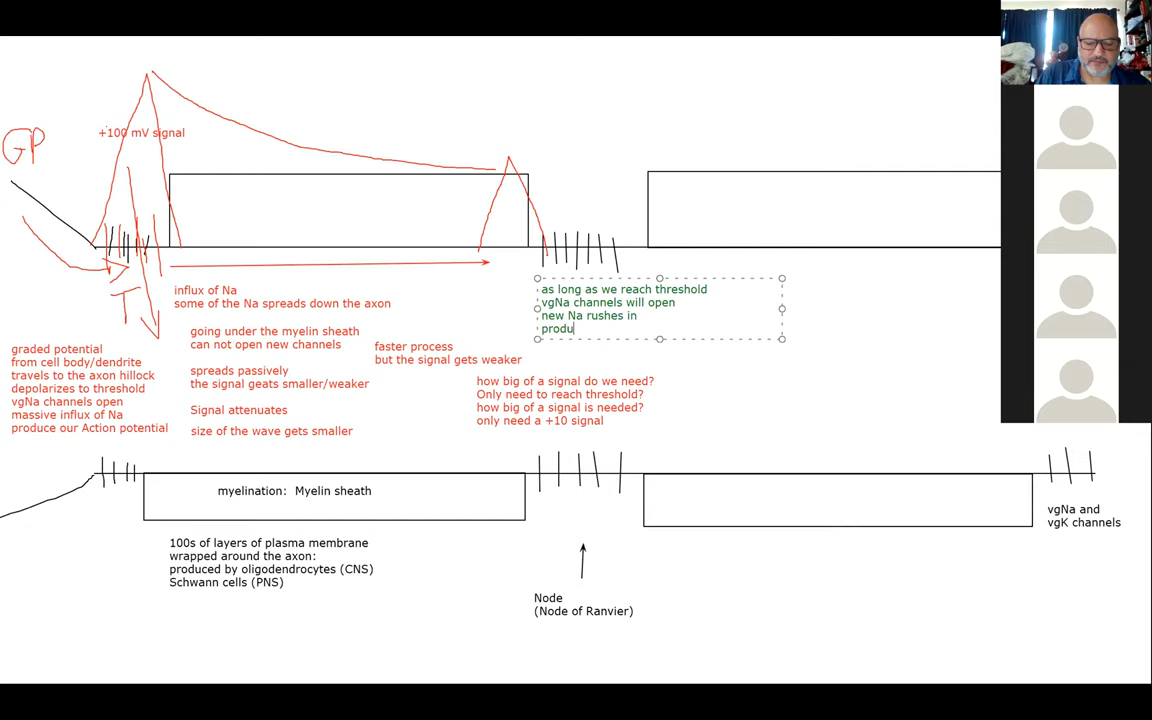 GP
+100 mV signal
T
influx of Na
some of the Na spreads down the axon
going under the myelin sheath
can not open new channels
spreads passively
the signal geats smaller/weaker
Signal attenuates
size of the wave gets smaller
graded potential
from cell body/dendrite
travels to the axon hillock
depolarizes to threshold
vgNa channels open
massive influx of Na
produce our Action potential
faster process
but the signal gets weaker
how big of a signal do we need?
Only need to reach threshold?
how big of a signal is needed?
only need a +10 signal
as long as we reach threshold
vgNa channels will open
new Na rushes in
produ
myelination: Myelin sheath
100s of layers of plasma membrane
wrapped around the axon:
produced by oligodendrocytes (CNS)
Schwann cells (PNS)
Node
(Node of Ranvier)
vgNa and
vgK channels